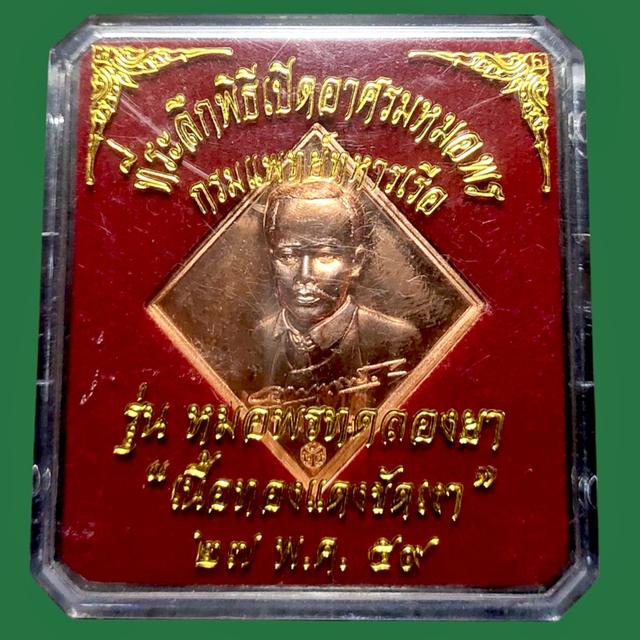 ที่ระลึกพิธีเปิดอาศรมหมอพร
กรมแพทย์ทหารเรือ
รุ่น หมอพรทดลองยา
“เนื้อทองแดงขัดเงา”
๒๗ พ.ศ. ๕๙